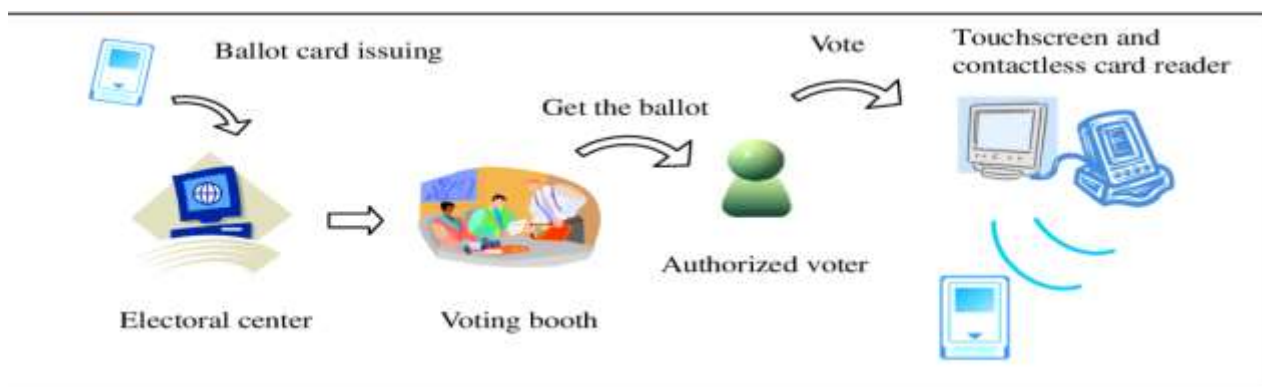 Ballot card issuing
Vote
Touchscreen and
contactless card reader
Get the ballot
Authorized voter
Electoral center
Voting booth